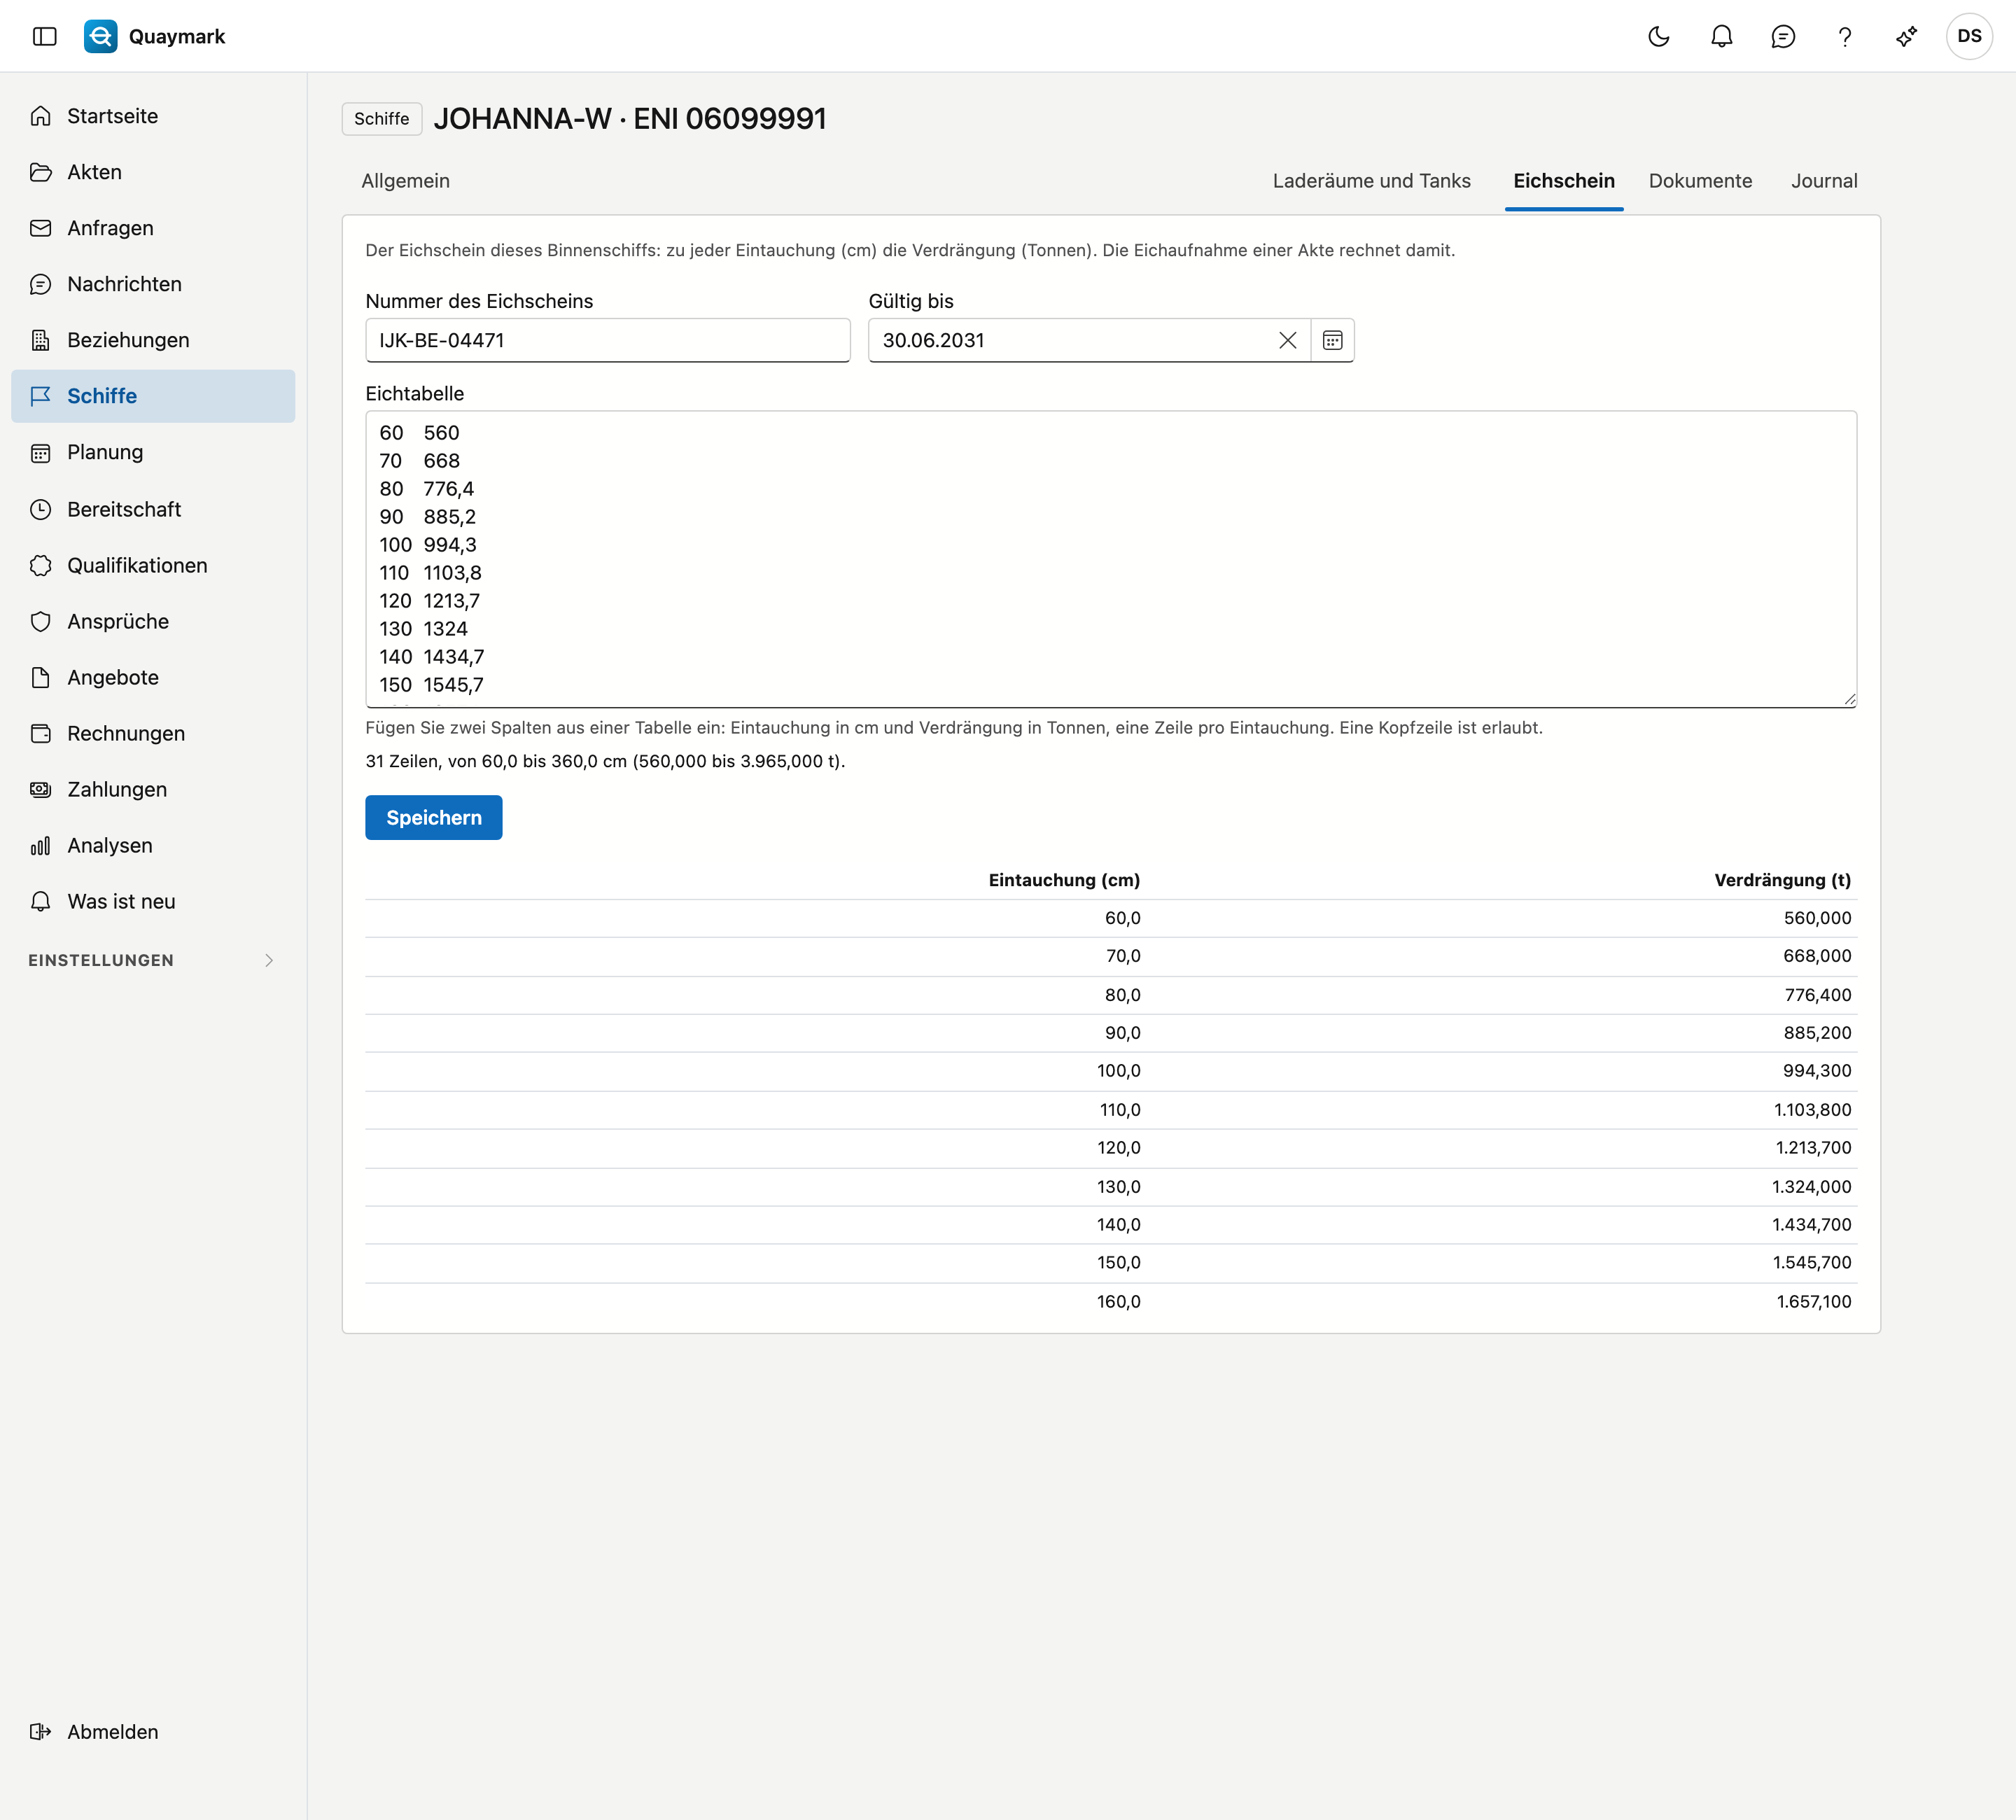 Quaymark
DS
Startseite
Akten
Anfragen
Nachrichten
Beziehungen
Schiffe
Planung
Bereitschaft
Qualifikationen
Ansprüche
Angebote
Rechnungen
Zahlungen
Analysen
Was ist neu
EINSTELLUNGEN
Abmelden
Schiffe JOHANNA-W · ENI 06099991
Allgemein Laderäume und Tanks Eichschein Dokumente Journal
Der Eichschein dieses Binnenschiffs: zu jeder Eintauchung (cm) die Verdrängung (Tonnen). Die Eichaufnahme einer Akte rechnet damit.
Nummer des Eichscheins Gültig bis
IJK-BE-04471 30.06.2031
Eichtabelle
60 560
70 668
80 776,4
90 885,2
100 994,3
110 1103,8
120 1213,7
130 1324
140 1434,7
150 1545,7
Fügen Sie zwei Spalten aus einer Tabelle ein: Eintauchung in cm und Verdrängung in Tonnen, eine Zeile pro Eintauchung. Eine Kopfzeile ist erlaubt.
31 Zeilen, von 60,0 bis 360,0 cm (560,000 bis 3.965,000 t).
Speichern
Eintauchung (cm) Verdrängung (t)
60,0 560,000
70,0 668,000
80,0 776,400
90,0 885,200
100,0 994,300
110,0 1.103,800
120,0 1.213,700
130,0 1.324,000
140,0 1.434,700
150,0 1.545,700
160,0 1.657,100